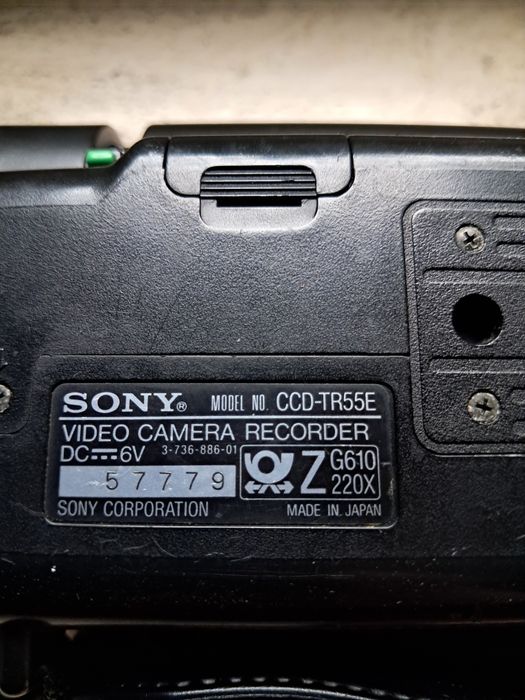 SONY® MODEL NO. CCD-TR55E
VIDEO CAMERA RECORDER
DC 6V 3-736-886-01
57779
Z G610
220X
SONY CORPORATION MADE IN JAPAN